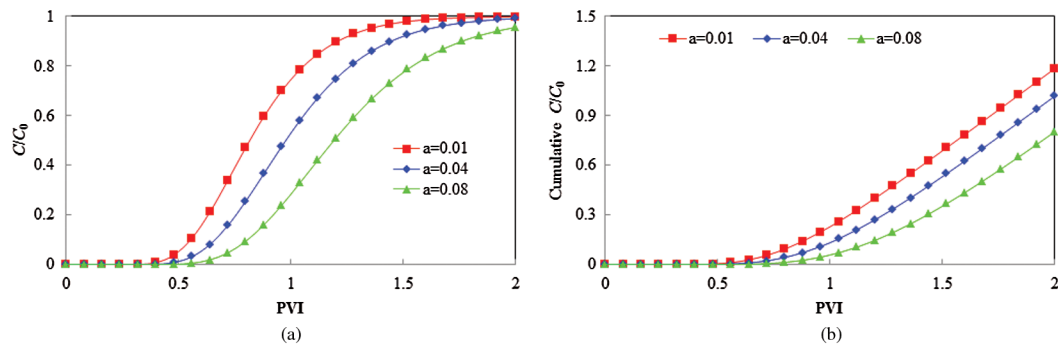 1
0.8
0.6
0.4
0.2
0
C/C0
a=0.01
a=0.04
a=0.08
0 0.5 1 1.5 2
PVI
(a)
1.5
1.2
0.9
0.6
0.3
0
Cumulative C/C0
a=0.01 a=0.04 a=0.08
0 0.5 1 1.5 2
PVI
(b)